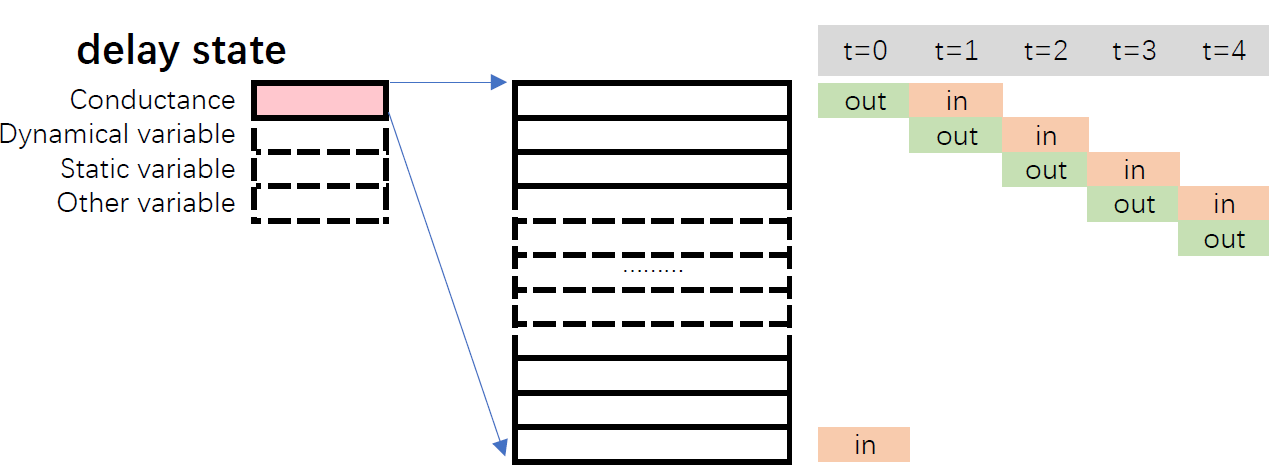 delay state
t=0 t=1 t=2 t=3 t=4
Conductance
out in
Dynamical variable
out in
Static variable
out in
Other variable
out in
out
.........
in